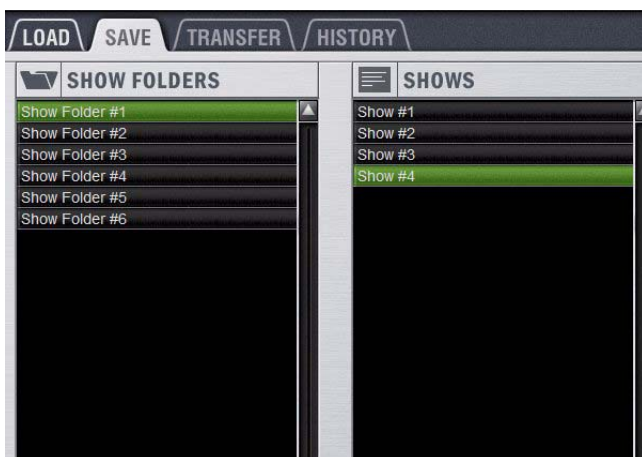 LOAD SAVE TRANSFER HISTORY
SHOW FOLDERS
Show Folder #1
Show Folder #2
Show Folder #3
Show Folder #4
Show Folder #5
Show Folder #6
SHOWS
Show #1
Show #2
Show #3
Show #4